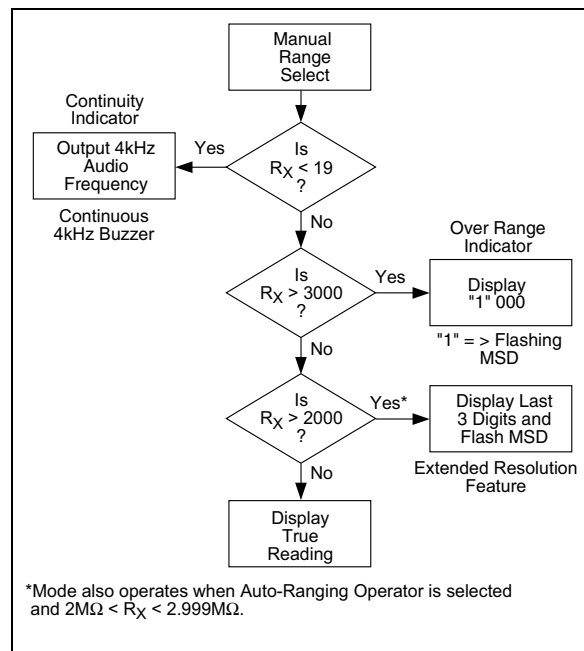 Manual
Range
Select
Continuity
Indicator
Yes
Output 4kHz
Audio
Frequency
Is
RX < 19
?
Continuous
4kHz Buzzer
No
Over Range
Indicator
Is
RX > 3000
?
Yes
Display
"1" 000
"1" = > Flashing
MSD
No
Is
RX > 2000
?
Yes*
Display Last
3 Digits and
Flash MSD
Extended Resolution
Feature
No
Display
True
Reading
*Mode also operates when Auto-Ranging Operator is selected
and 2MΩ < RX < 2.999MΩ.